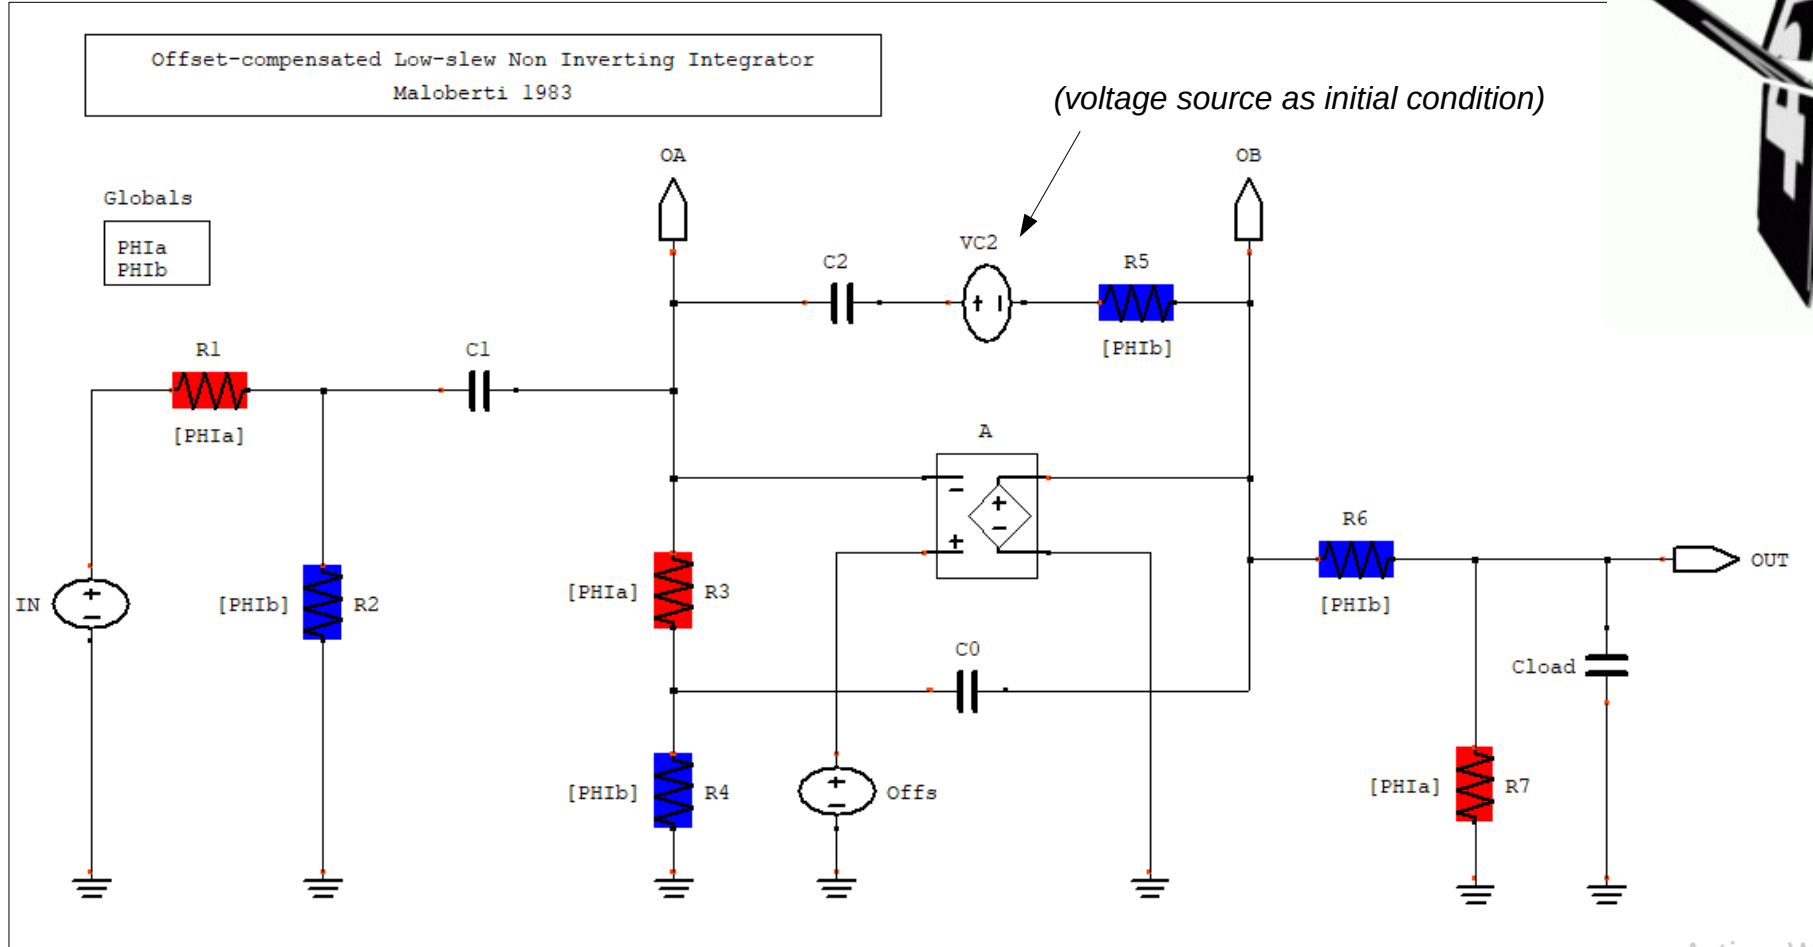 Offset-compensated Low-slew Non Inverting Integrator
Maloberti 1983
(voltage source as initial condition)
OA
OB
Globals
PHIa
PHIb
VC2
C2
R5
[PHIb]
R1
C1
[PHIa]
A
R6
OUT
[PHIb]
IN
[PHIb]
R2
[PHIa]
R3
C0
Cload
[PHIb]
R4
Offs
[PHIa]
R7